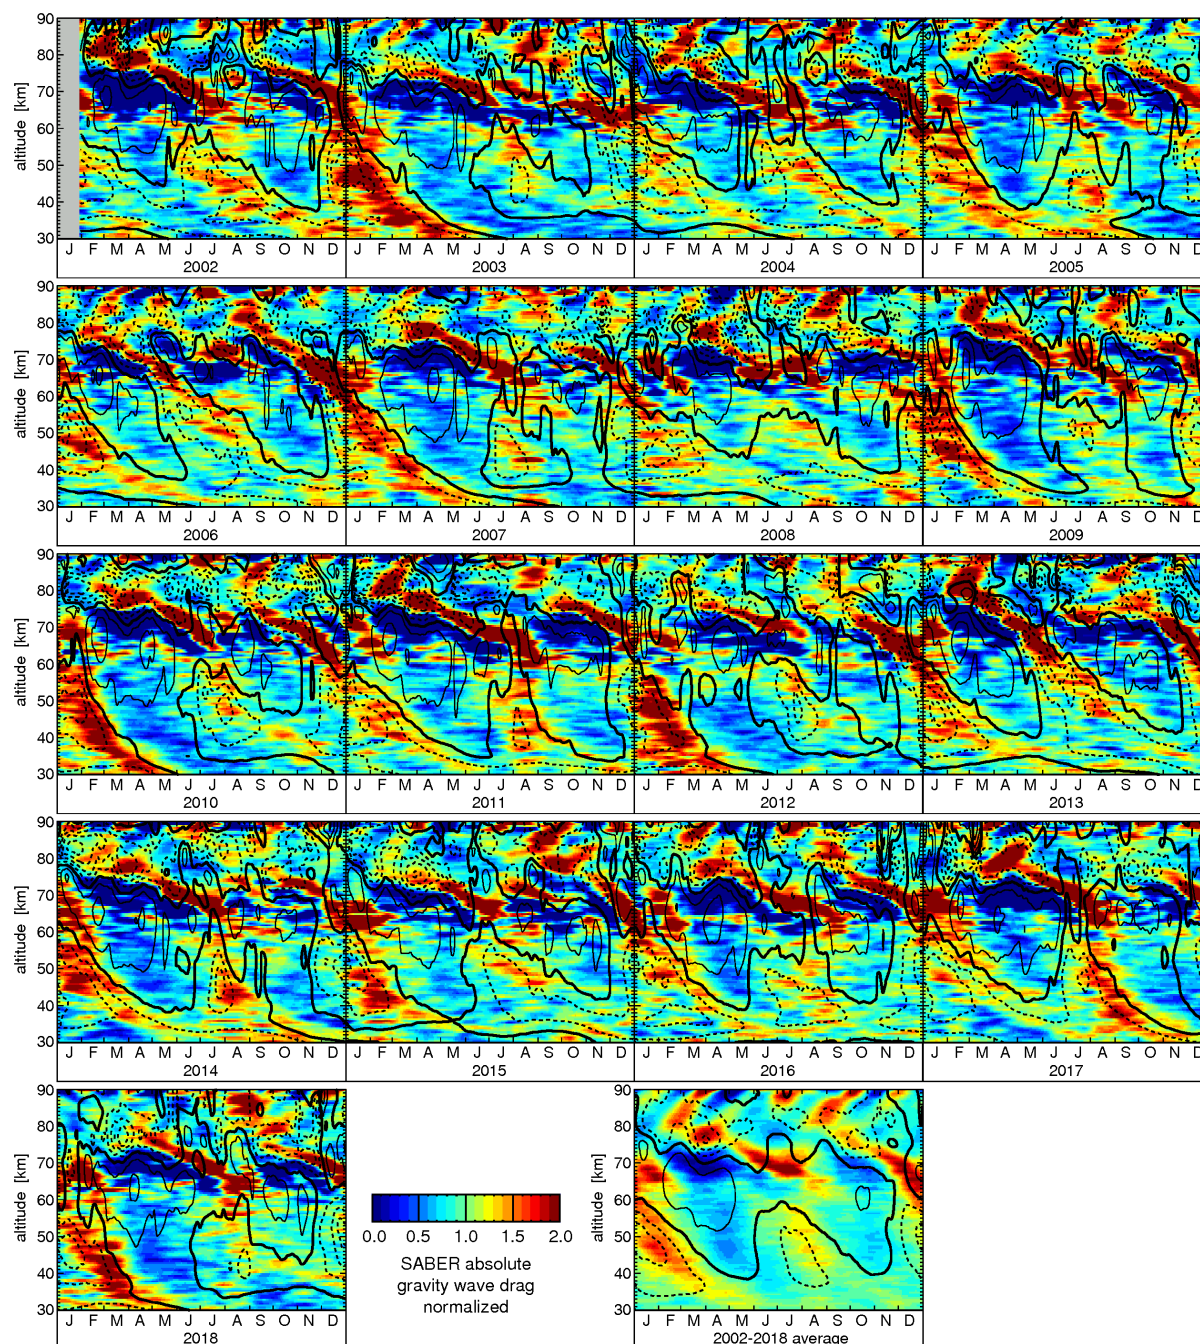 90
80
70
60
50
40
30
altitude [km]
J F M A M J J A S O N D J F M A M J J A S O N D J F M A M J J A S O N D J F M A M J J A S O N D
2002 2003 2004 2005
90
80
70
60
50
40
30
altitude [km]
J F M A M J J A S O N D J F M A M J J A S O N D J F M A M J J A S O N D J F M A M J J A S O N D
2006 2007 2008 2009
90
80
70
60
50
40
30
altitude [km]
J F M A M J J A S O N D J F M A M J J A S O N D J F M A M J J A S O N D J F M A M J J A S O N D
2010 2011 2012 2013
90
80
70
60
50
40
30
altitude [km]
J F M A M J J A S O N D J F M A M J J A S O N D J F M A M J J A S O N D J F M A M J J A S O N D
2014 2015 2016 2017
90
80
70
60
50
40
30
altitude [km]
J F M A M J J A S O N D
2018
0.0 0.5 1.0 1.5 2.0
SABER absolute
gravity wave drag
normalized
90
80
70
60
50
40
30
altitude [km]
J F M A M J J A S O N D
2002-2018 average